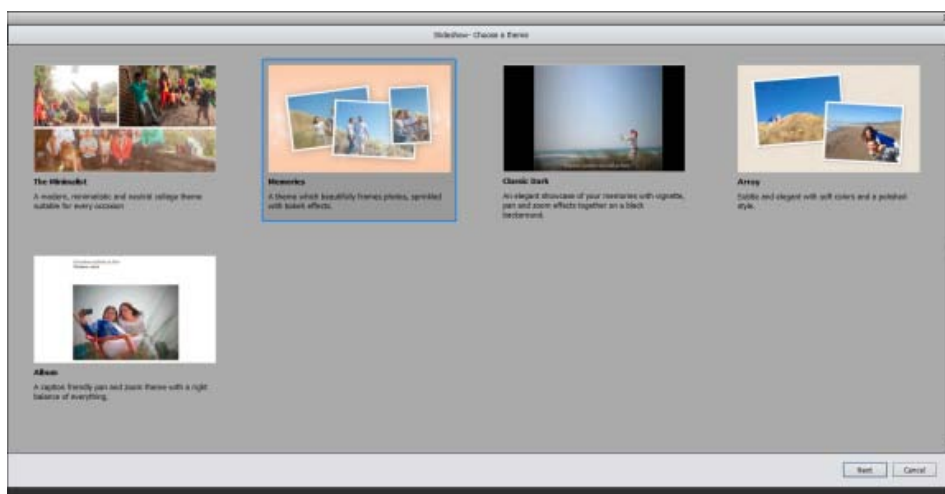 Slideshow- Choose a theme
The Minimalist
A modern, minimalistic and neutral collage theme
suitable for every occasion
Memories
A theme which beautifully frames photos, sprinkled
with bokeh effects.
Classic Dark
An elegant showcase of your memories with vignette,
pan and zoom effects together on a black
background.
Array
Subtle and elegant with soft colors and a polished
style.
Album
A caption friendly pan and zoom theme with a right
balance of everything.
Next
Cancel